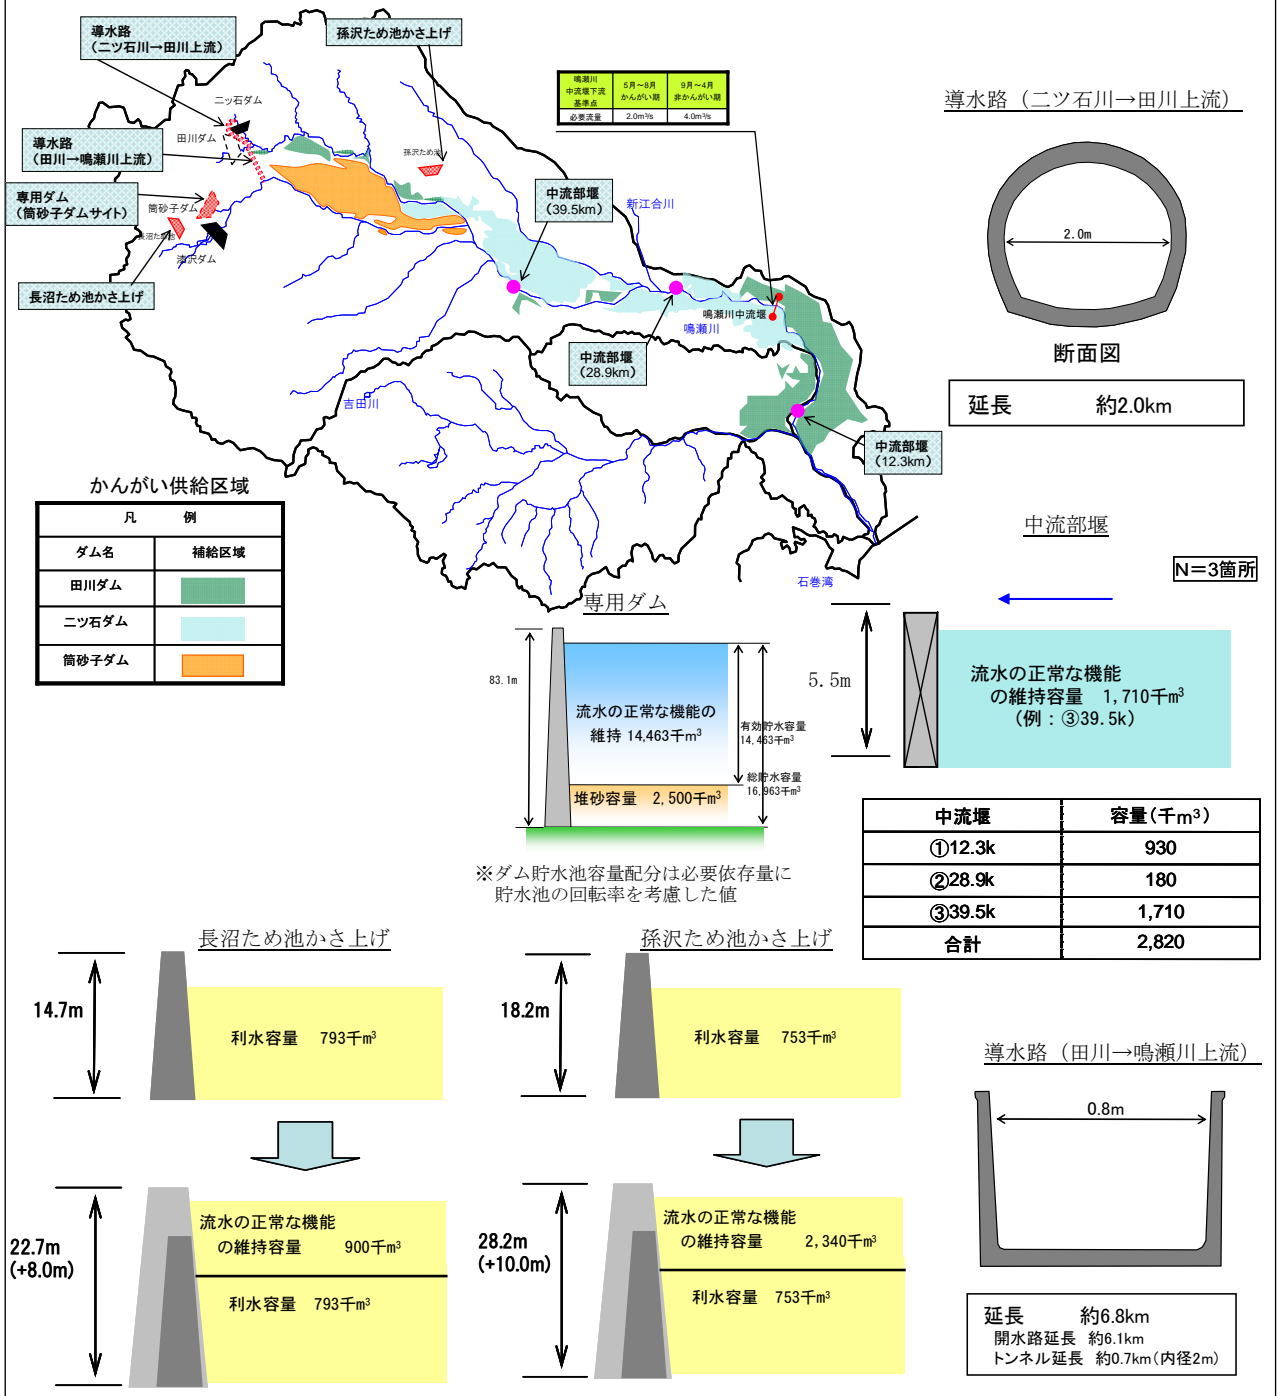 導水路
（二ツ石川→田川上流）
孫沢ため池かさ上げ
鳴瀬川
中流堰下流
基準点
5月～8月
かんがい期
9月～4月
非かんがい期
必要流量
2.0m³/s
4.0m³/s
導水路（二ツ石川→田川上流）
二ツ石ダム
田川ダム
導水路
（田川→鳴瀬川上流）
孫沢ため池
専用ダム
（筒砂子ダムサイト）
筒砂子ダム
長沼ため池
漆沢ダム
長沼ため池かさ上げ
中流部堰
（39.5km）
新江合川
鳴瀬川中流堰
鳴瀬川
中流部堰
（28.9km）
吉田川
中流部堰
（12.3km）
石巻湾
2.0m
断面図
延長　約2.0km
かんがい供給区域
凡　例
ダム名
補給区域
田川ダム
二ツ石ダム
筒砂子ダム
専用ダム
83.1m
流水の正常な機能の
維持 14,463千m³
有効貯水容量
14,463千m³
総貯水容量
16,963千m³
堆砂容量　2,500千m³
※ダム貯水池容量配分は必要依存量に
貯水池の回転率を考慮した値
中流部堰
N＝3箇所
5.5m
流水の正常な機能
の維持容量　1,710千m³
（例：③39.5k）
中流堰
容量（千m³）
①12.3k
930
②28.9k
180
③39.5k
1,710
合計
2,820
長沼ため池かさ上げ
14.7m
利水容量　793千m³
22.7m
(+8.0m)
流水の正常な機能
の維持容量　900千m³
利水容量　793千m³
孫沢ため池かさ上げ
18.2m
利水容量　753千m³
28.2m
(+10.0m)
流水の正常な機能
の維持容量　2,340千m³
利水容量　753千m³
導水路（田川→鳴瀬川上流）
0.8m
延長　約6.8km
開水路延長　約6.1km
トンネル延長　約0.7km（内径2m）